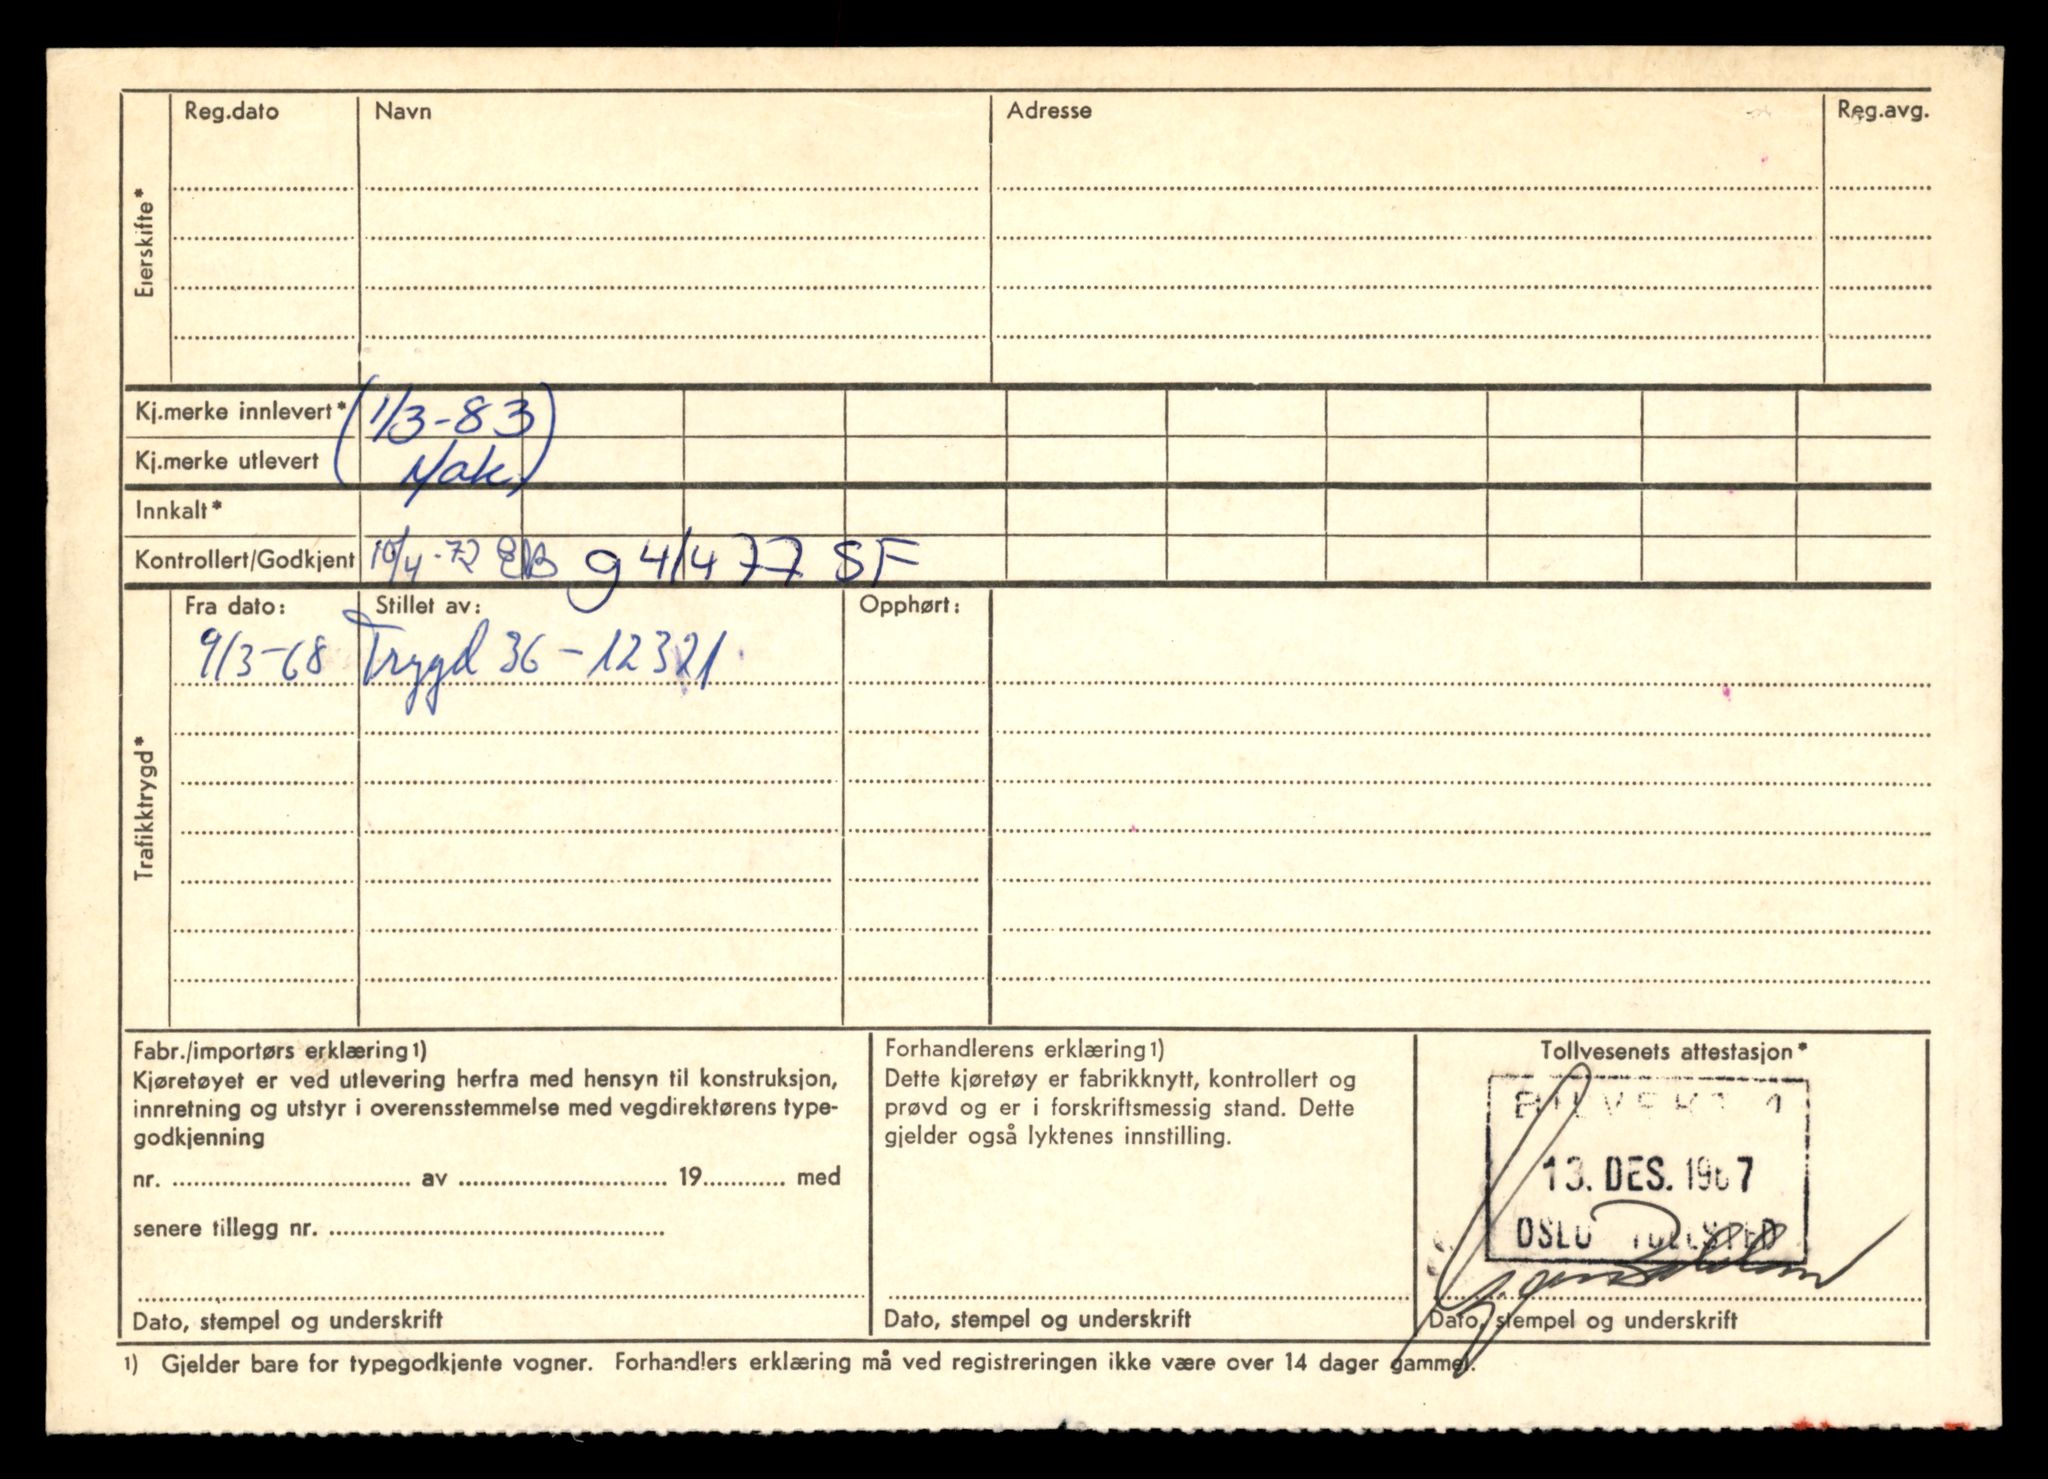 Reg.dato Navn Adresse Reg.avg.
Eierskifte*
Kj.merke innlevert* (1/3-83
Kj.merke utlevert Mak.)
Innkalt*
Kontrollert/Godkjent 10/4-72 EB g 4/4 77 SF
Fra dato: Stillet av: Opphørt:
9/3-68 Trygd 36-12321
Trafikktrygd*
Fabr./importørs erklæring1)
Kjøretøyet er ved utlevering herfra med hensyn til konstruksjon,
innretning og utstyr i overensstemmelse med vegdirektørens type-
godkjenning
nr. av 19 med
senere tillegg nr.
Dato, stempel og underskrift
Forhandlerens erklæring1)
Dette kjøretøy er fabrikknytt, kontrollert og
prøvd og er i forskriftsmessig stand. Dette
gjelder også lyktenes innstilling.
Dato, stempel og underskrift
Tollvesenets attestasjon*
13. DES. 1967
OSLO TOLLSTED
Dato, stempel og underskrift
1) Gjelder bare for typegodkjente vogner. Forhandlers erklæring må ved registreringen ikke være over 14 dager gammel.